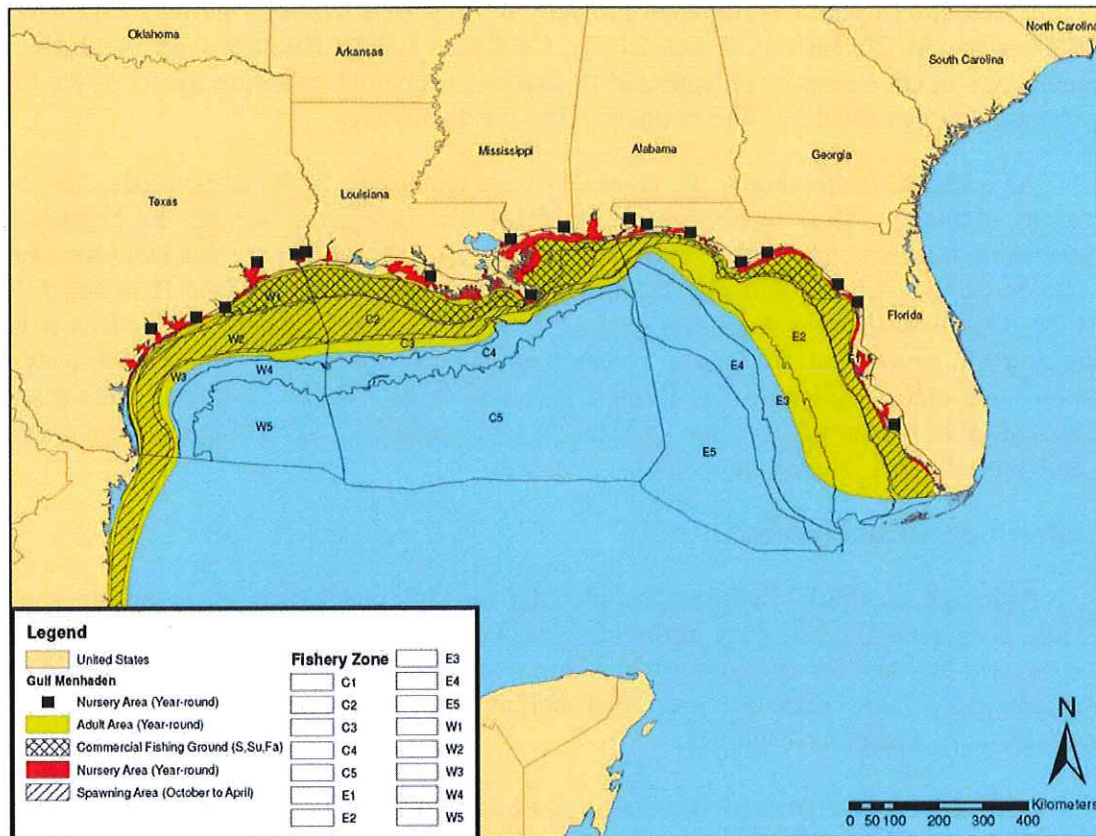 North Carolina
Oklahoma
Arkansas
South Carolina
Mississippi
Alabama
Georgia
Louisiana
Texas
Florida
W1
W2
C2
C3
W3
W4
C4
W5
C5
E2
E4
E3
E5
Legend
United States
Gulf Menhaden
Nursery Area (Year-round)
Adult Area (Year-round)
Commercial Fishing Ground (S,Su,Fa)
Nursery Area (Year-round)
Spawning Area (October to April)
Fishery Zone
C1
C2
C3
C4
C5
E1
E2
E3
E4
E5
W1
W2
W3
W4
W5
N
Kilometers
0 50 100 200 300 400